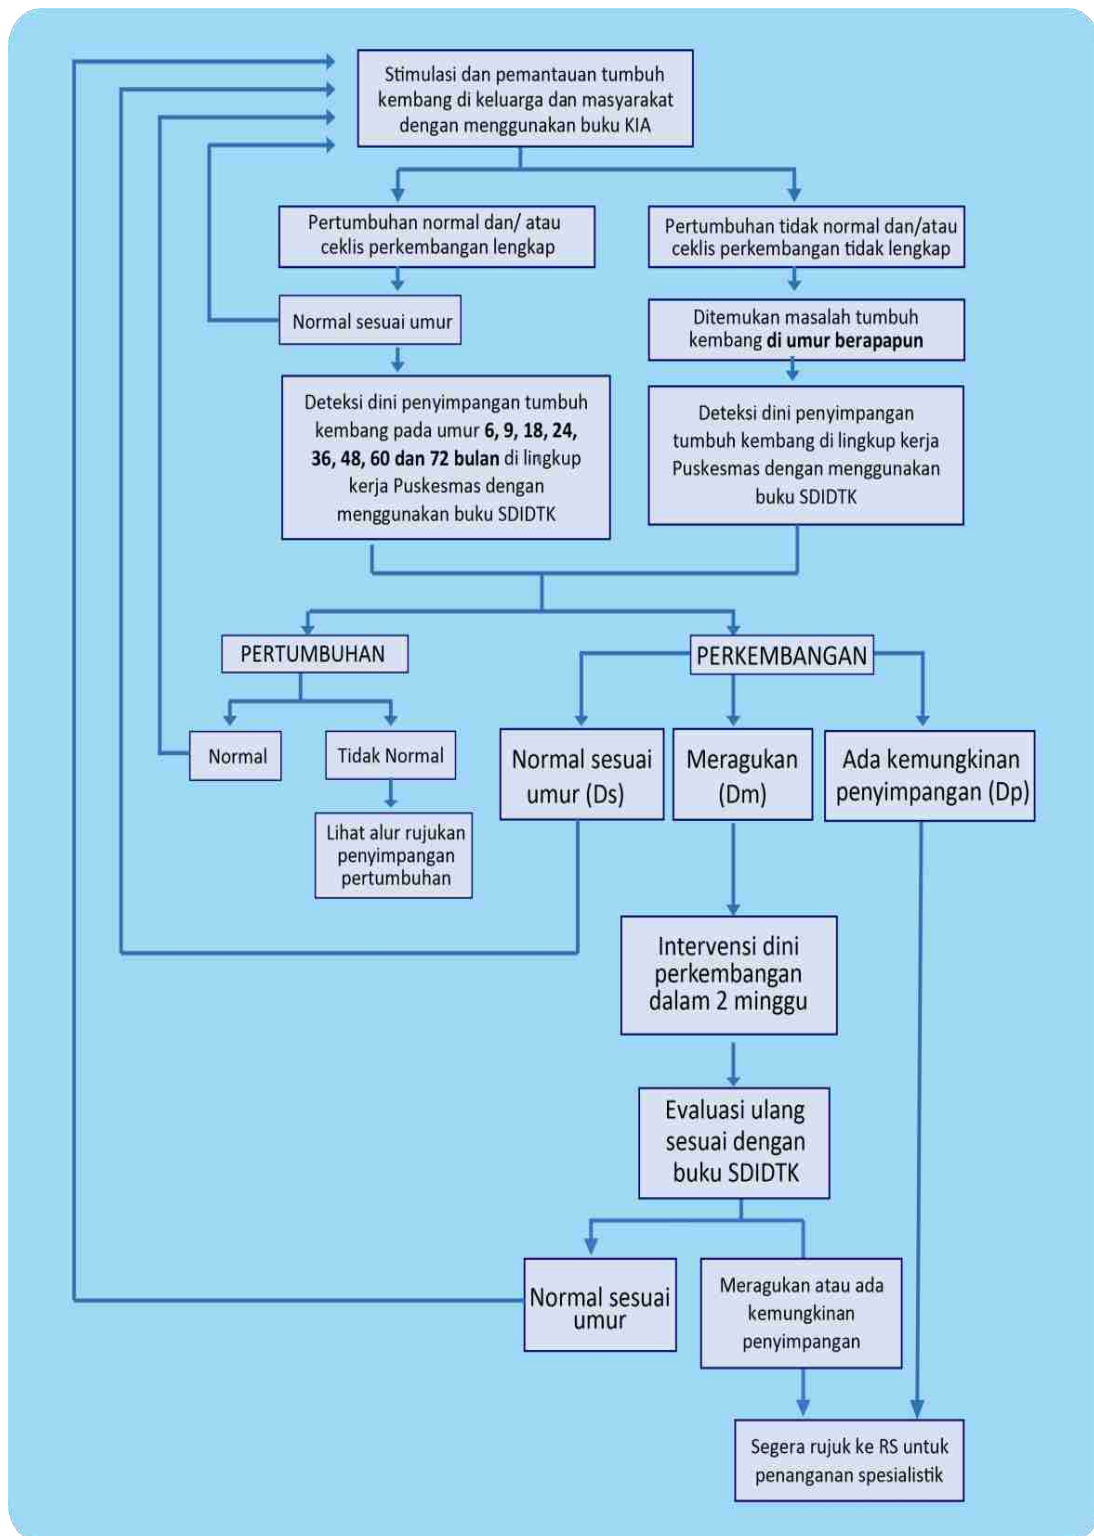 Stimulasi dan pemantauan tumbuh
kembang di keluarga dan masyarakat
dengan menggunakan buku KIA
Pertumbuhan normal dan/ atau
ceklis perkembangan lengkap
Pertumbuhan tidak normal dan/atau
ceklis perkembangan tidak lengkap
Normal sesuai umur
Ditemukan masalah tumbuh
kembang di umur berapapun
Deteksi dini penyimpangan tumbuh
kembang pada umur 6, 9, 18, 24,
36, 48, 60 dan 72 bulan di lingkup
kerja Puskesmas dengan
menggunakan buku SDIDTK
Deteksi dini penyimpangan
tumbuh kembang di lingkup kerja
Puskesmas dengan menggunakan
buku SDIDTK
PERTUMBUHAN
PERKEMBANGAN
Normal
Tidak Normal
Normal sesuai
umur (Ds)
Meragukan
(Dm)
Ada kemungkinan
penyimpangan (Dp)
Lihat alur rujukan
penyimpangan
pertumbuhan
Intervensi dini
perkembangan
dalam 2 minggu
Evaluasi ulang
sesuai dengan
buku SDIDTK
Normal sesuai
umur
Meragukan atau ada
kemungkinan
penyimpangan
Segera rujuk ke RS untuk
penanganan spesialistik